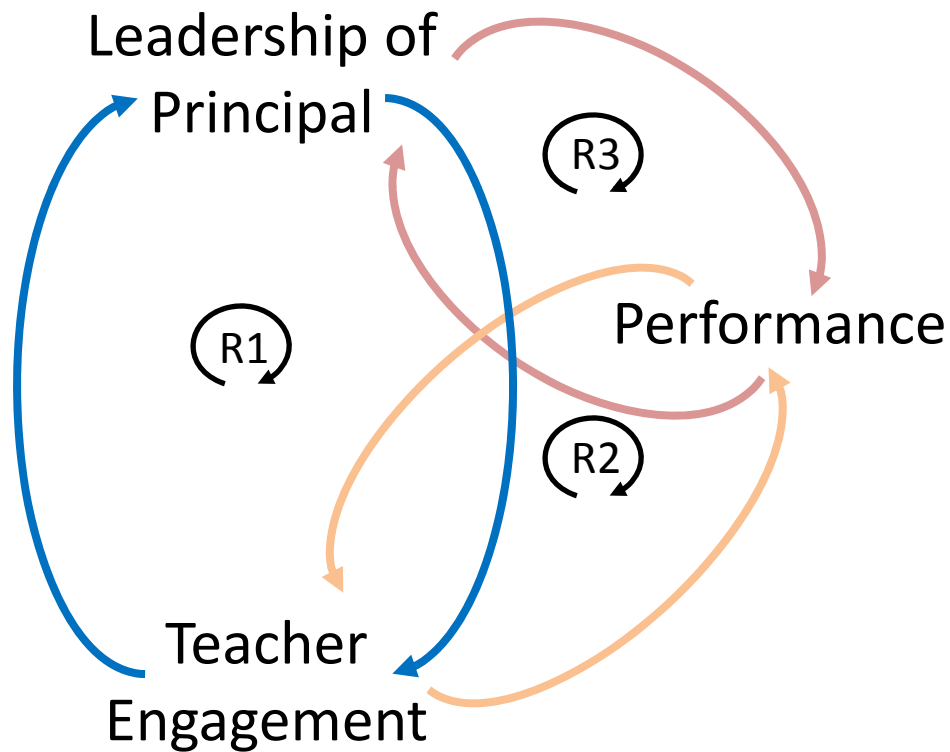 Leadership of
Principal
R3
Performance
R1
R2
Teacher
Engagement